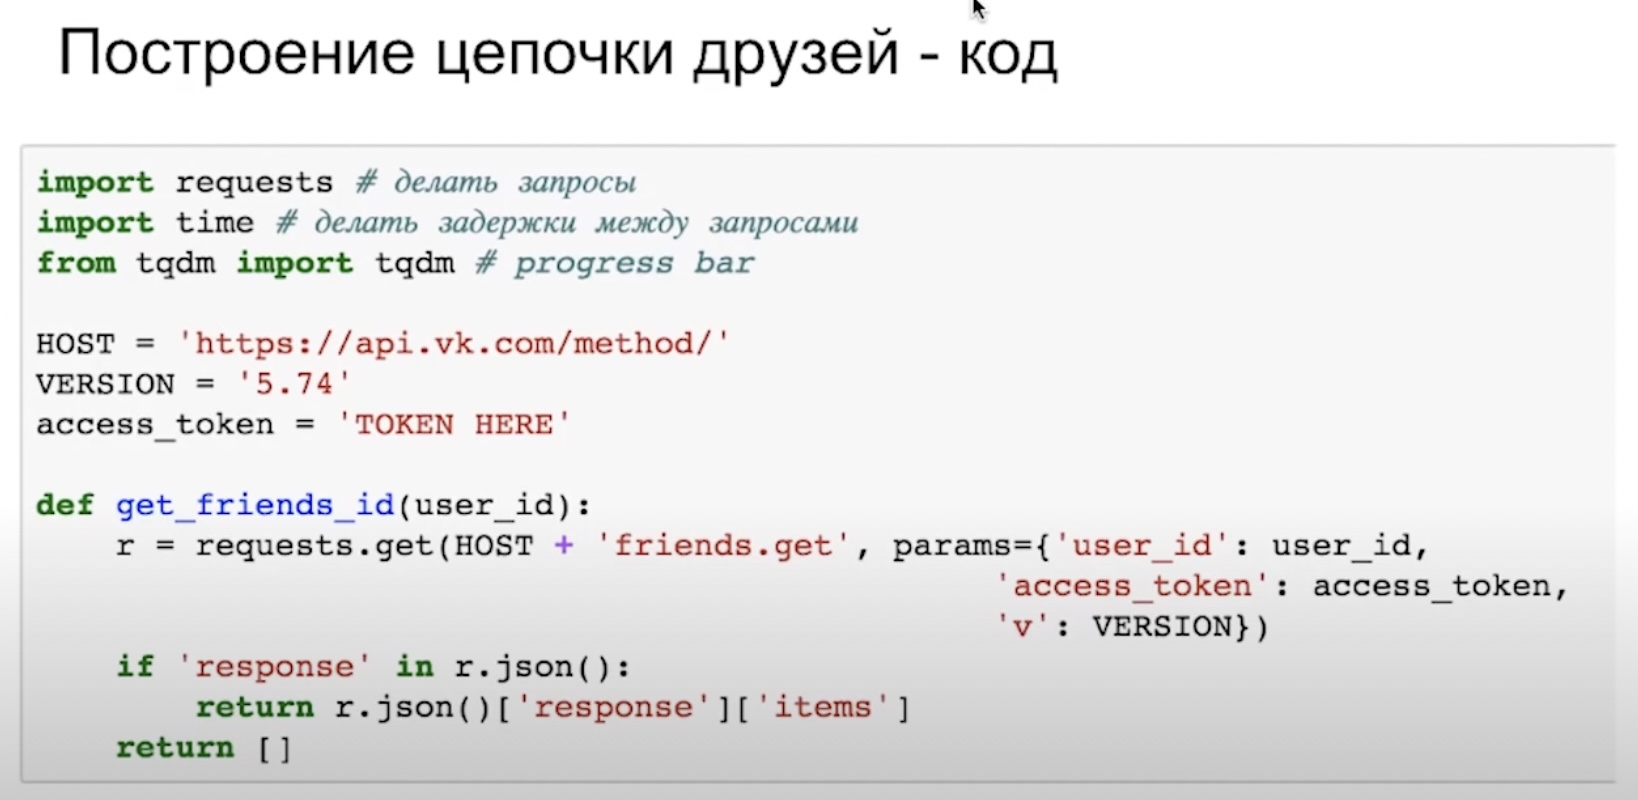 Построение цепочки друзей - код
import requests # делать запросы
import time # делать задержки между запросами
from tqdm import tqdm # progress bar
HOST = 'https://api.vk.com/method/'
VERSION = '5.74'
access_token = 'TOKEN HERE'
def get_friends_id(user_id):
    r = requests.get(HOST + 'friends.get', params={'user_id': user_id,
                                                'access_token': access_token,
                                                'v': VERSION})
    if 'response' in r.json():
        return r.json()['response']['items']
    return []